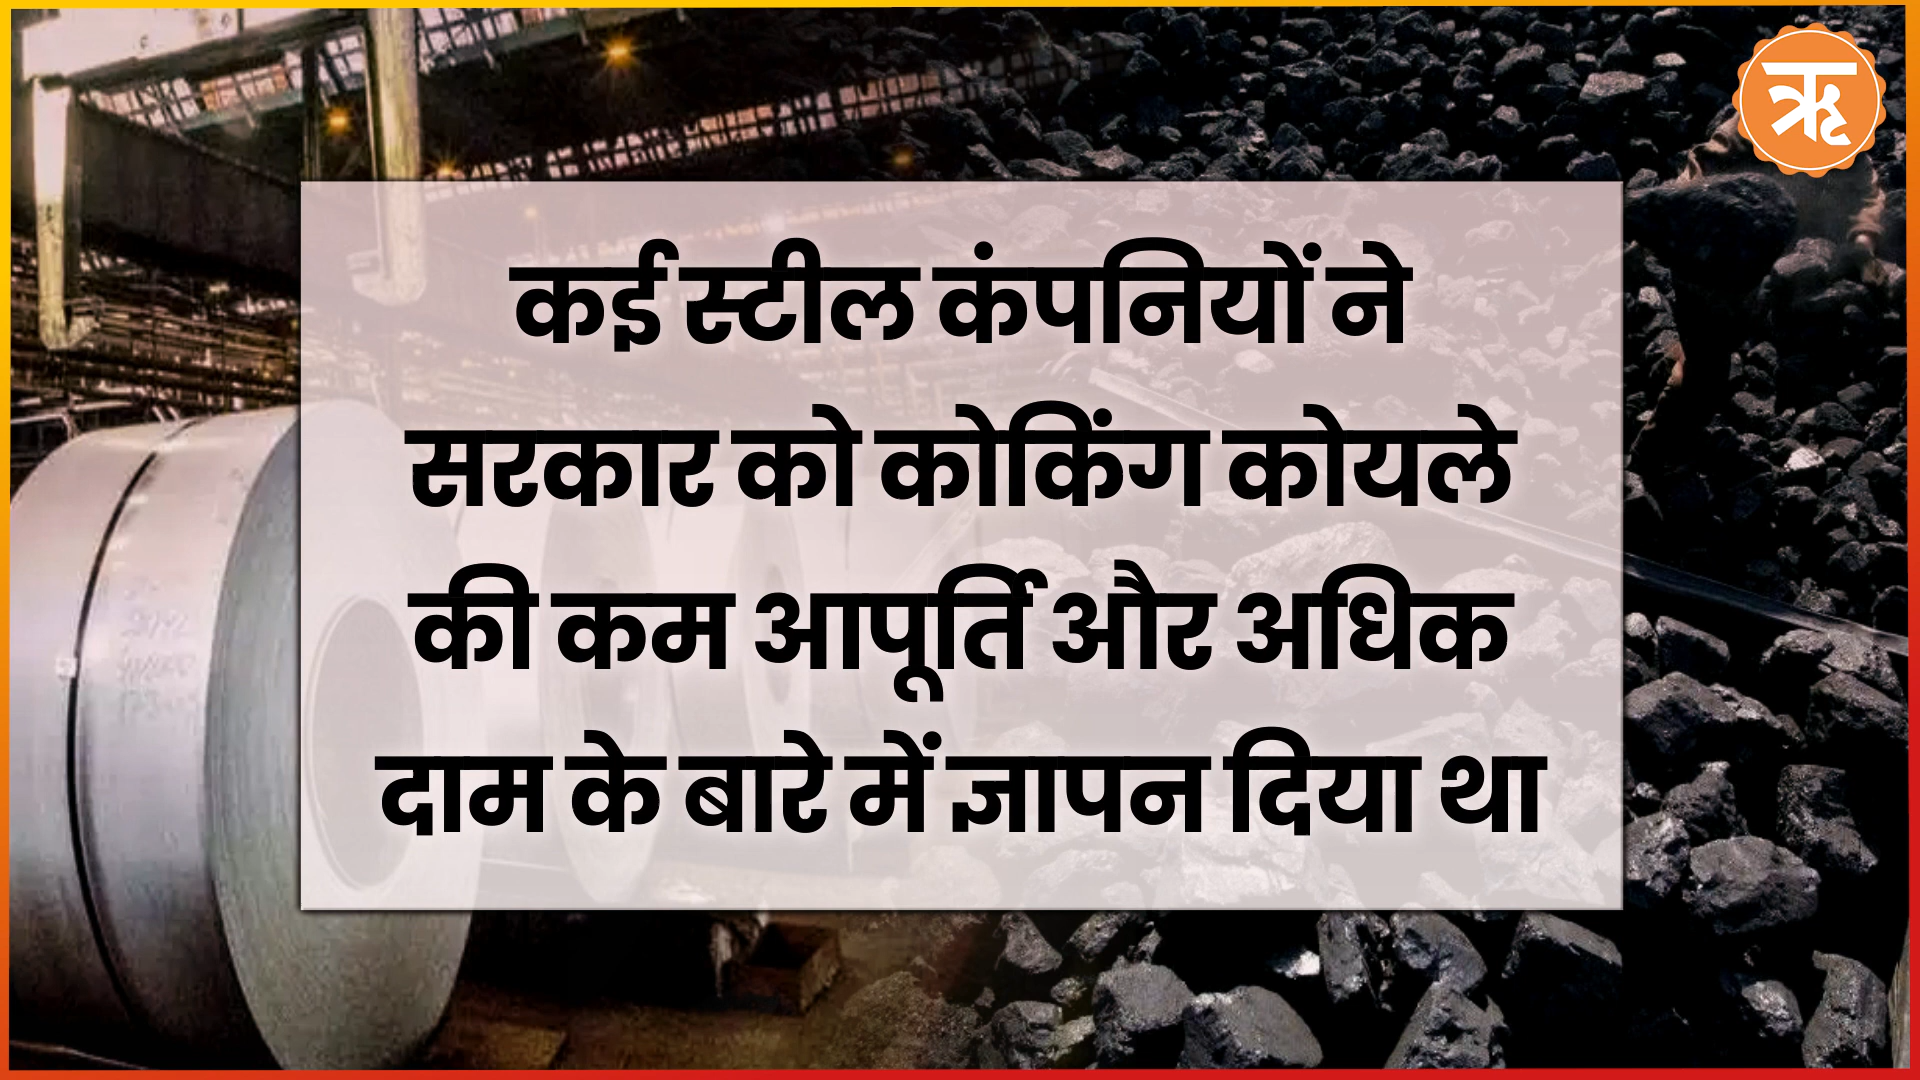 ऋ
कई स्टील कंपनियों ने
सरकार को कोकिंग कोयले
की कम आपूर्ति और अधिक
दाम के बारे में ज्ञापन दिया था